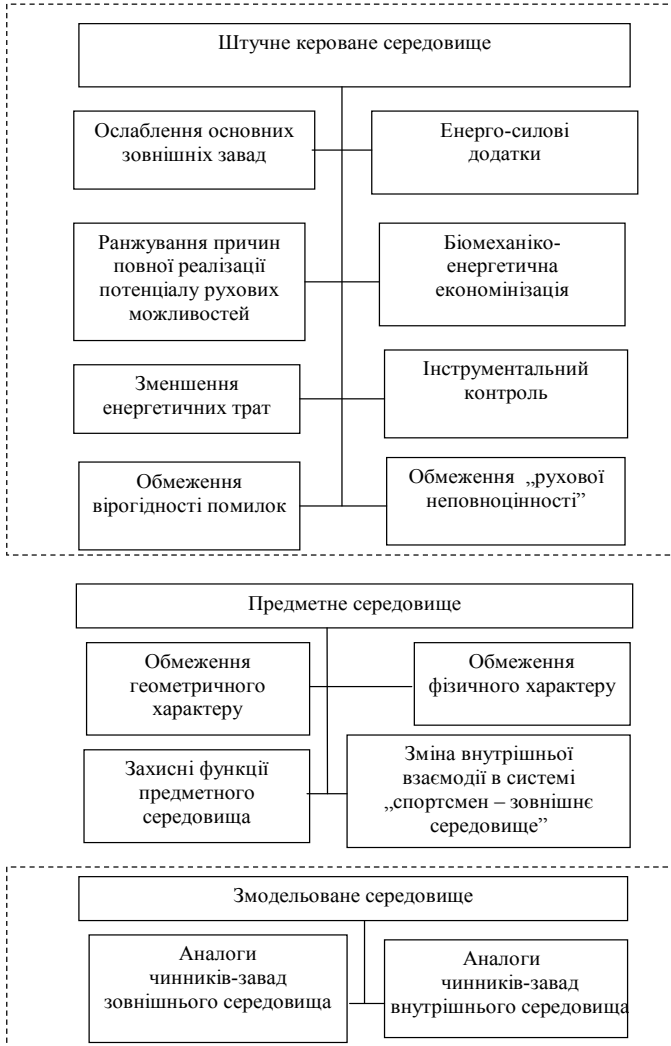 Штучне кероване середовище
Ослаблення основних
зовнішніх завад
Енерго-силові
додатки
Ранжування причин
повної реалізації
потенціалу рухових
можливостей
Біомеханіко-
енергетична
економінізація
Зменшення
енергетичних трат
Інструментальний
контроль
Обмеження
вірогідності помилок
Обмеження „рухової
неповноцінності”
Предметне середовище
Обмеження
геометричного
характеру
Обмеження
фізичного характеру
Захисні функції
предметного
середовища
Зміна внутрішньої
взаємодії в системі
„спортсмен – зовнішнє
середовище”
Змодельоване середовище
Аналоги
чинників-завад
зовнішнього середовища
Аналоги
чинників-завад
внутрішнього середовища